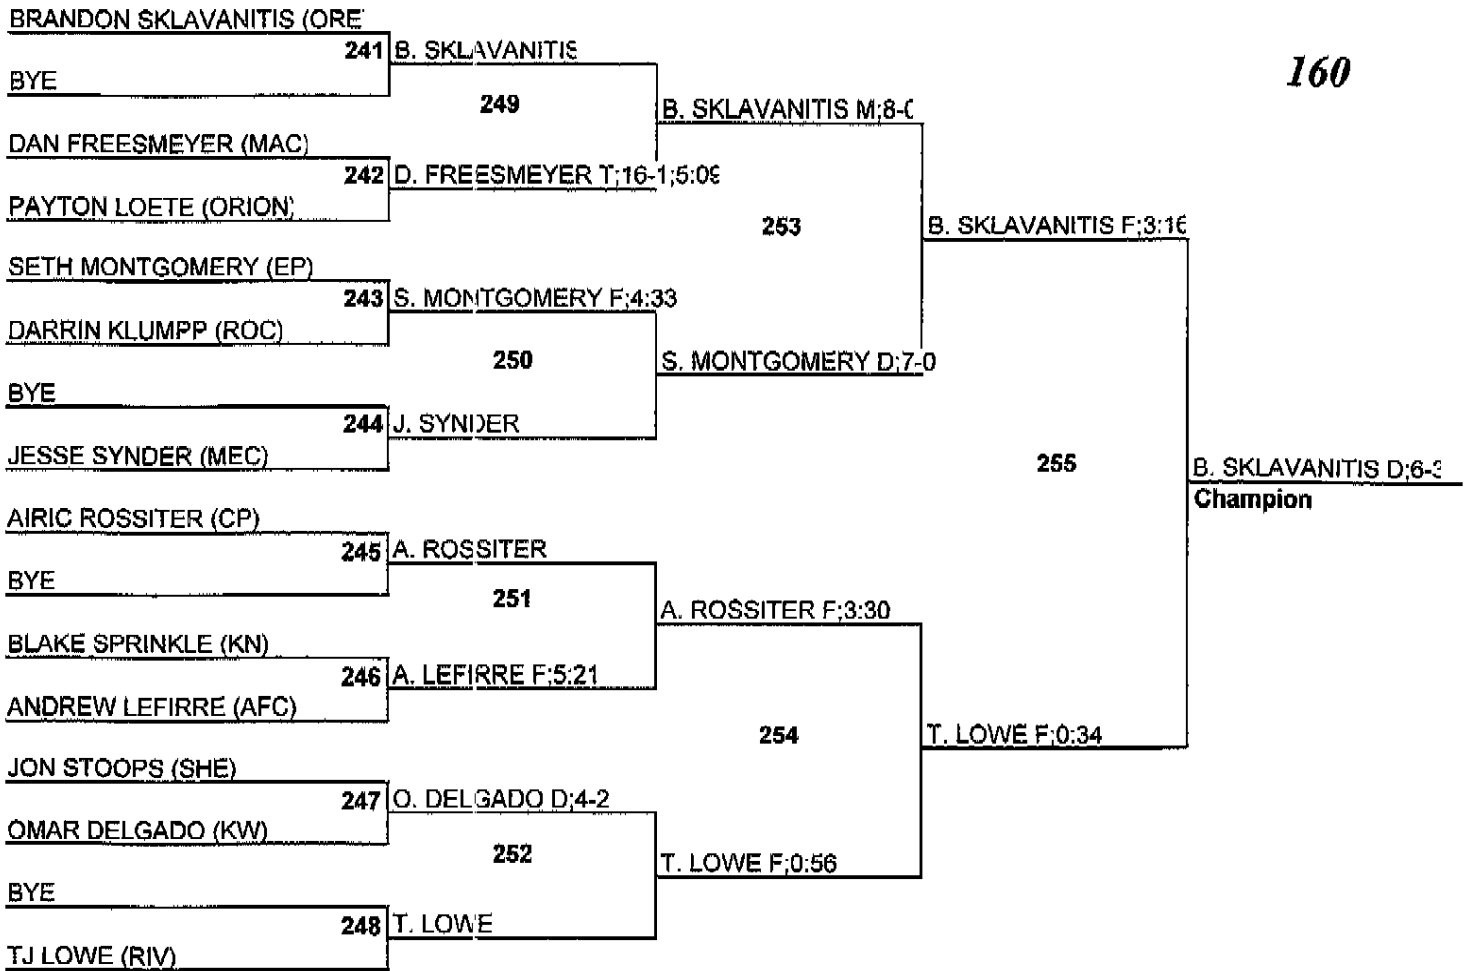 160
BRANDON SKLAVANITIS (ORE
241 B. SKLAVANITIS
BYE
249
B. SKLAVANITIS M;8-0
DAN FREESMEYER (MAC)
242 D. FREESMEYER T;16-1;5:09
PAYTON LOETE (ORION)
253
B. SKLAVANITIS F;3:16
SETH MONTGOMERY (EP)
243 S. MONTGOMERY F;4:33
DARRIN KLUMPP (ROC)
250
S. MONTGOMERY D;7-0
BYE
244 J. SYNDER
JESSE SYNDER (MEC)
255
B. SKLAVANITIS D;6-3
Champion
AIRIC ROSSITER (CP)
245 A. ROSSITER
BYE
251
A. ROSSITER F;3:30
BLAKE SPRINKLE (KN)
246 A. LEFIRRE F;5:21
ANDREW LEFIRRE (AFC)
254
T. LOWE F;0:34
JON STOOPS (SHE)
247 O. DELGADO D;4-2
OMAR DELGADO (KW)
252
T. LOWE F;0:56
BYE
248 T. LOWE
TJ LOWE (RIV)